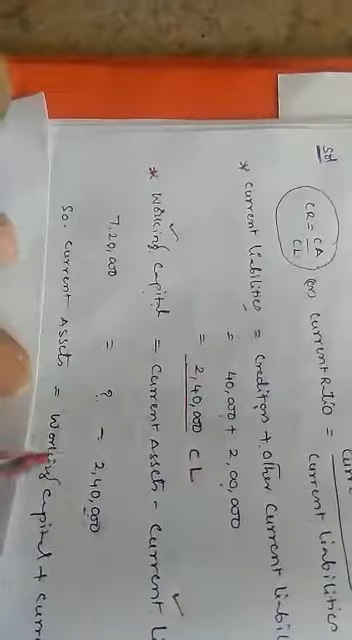 Sol
CR = CA / CL (or) Current Ratio = Curre / Current Liabilities
* Current Liabilities = Creditors + Other Current Liabil
= 40,000 + 2,00,000
= 2,40,000 CL
* Working Capital = Current Assets - Current Li
7,20,000 = ? - 2,40,000
So. Current Assets = Working Capital + Curr